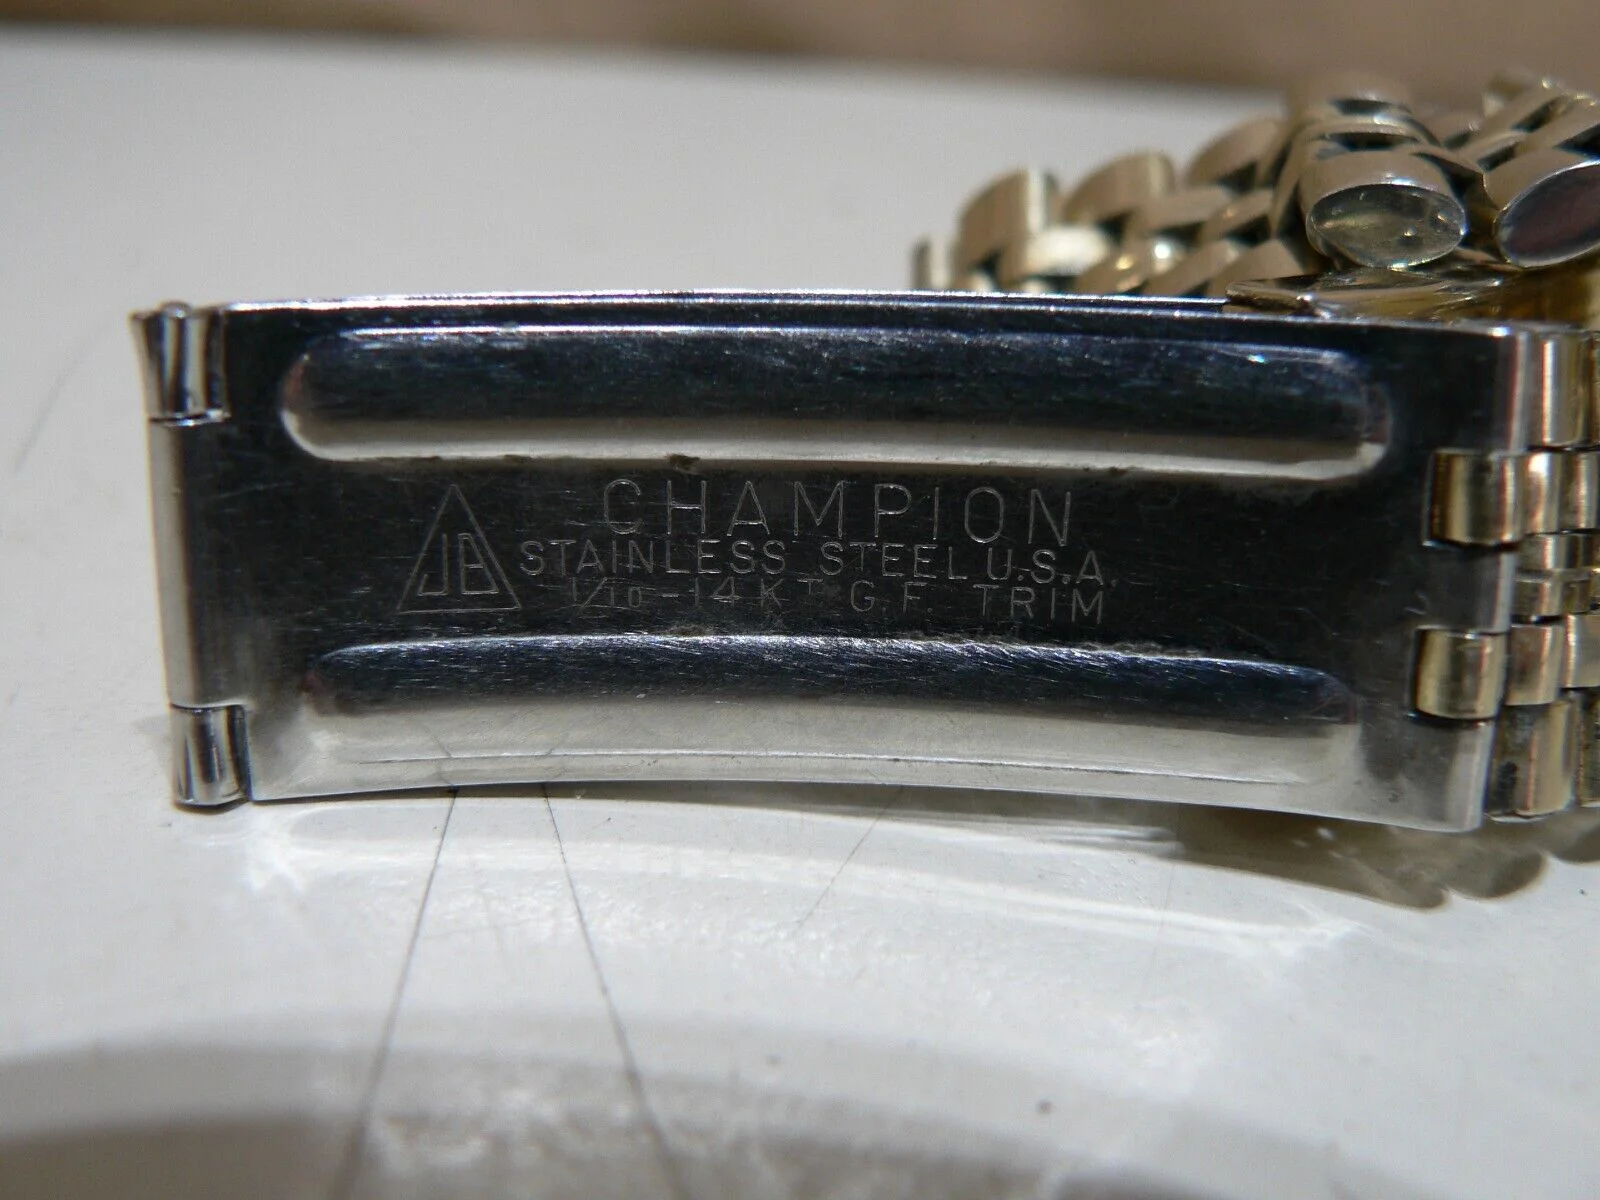 CHAMPION
JB STAINLESS STEEL U.S.A.
1/10-14KT G.F. TRIM